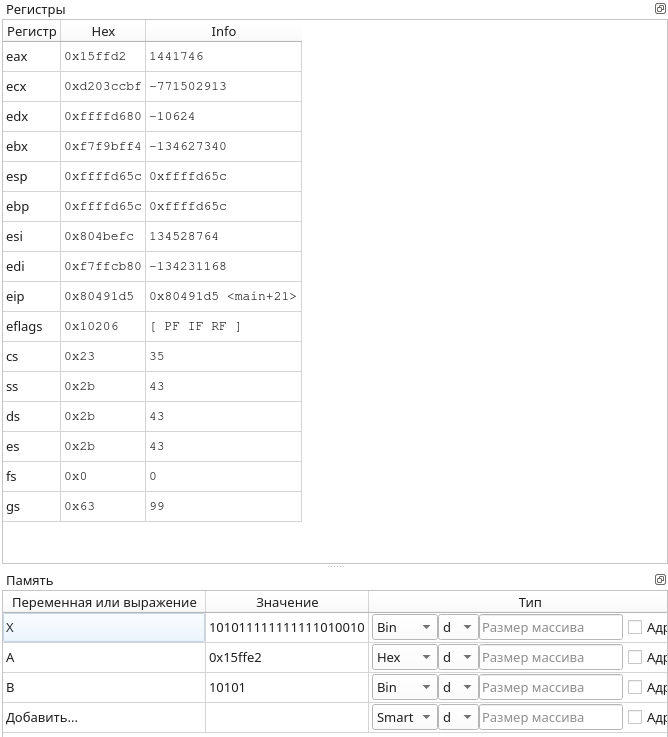 Регистры
Регистр Hex Info
eax 0x15ffd2 1441746
ecx 0xd203ccbf -771502913
edx 0xffffd680 -10624
ebx 0xf7f9bff4 -134627340
esp 0xffffd65c 0xffffd65c
ebp 0xffffd65c 0xffffd65c
esi 0x804befc 134528764
edi 0xf7ffcb80 -134231168
eip 0x80491d5 0x80491d5 <main+21>
eflags 0x10206 [ PF IF RF ]
cs 0x23 35
ss 0x2b 43
ds 0x2b 43
es 0x2b 43
fs 0x0 0
gs 0x63 99
Память
Переменная или выражение Значение Тип
X 101011111111111010010 Bin d Размер массива Адр
A 0x15ffe2 Hex d Размер массива Адр
B 10101 Bin d Размер массива Адр
Добавить... Smart d Размер массива Адр